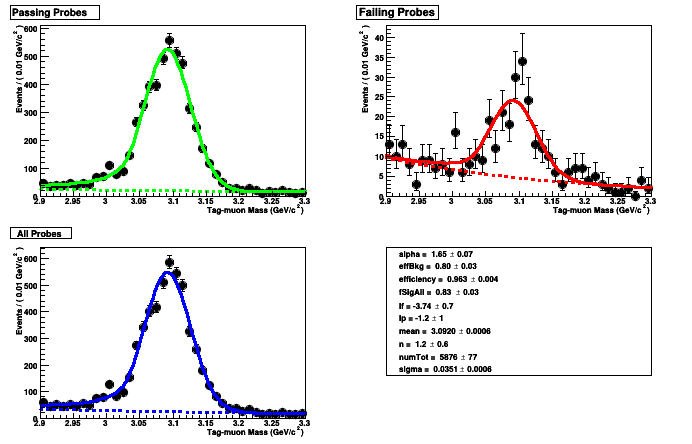 Passing Probes
Events / ( 0.01 GeV/c² )
600
500
400
300
200
100
0
2.9 2.95 3 3.05 3.1 3.15 3.2 3.25 3.3
Tag-muon Mass (GeV/c²)
Failing Probes
Events / ( 0.01 GeV/c² )
40
35
30
25
20
15
10
5
0
2.9 2.95 3 3.05 3.1 3.15 3.2 3.25 3.3
Tag-muon Mass (GeV/c²)
All Probes
Events / ( 0.01 GeV/c² )
600
500
400
300
200
100
0
2.9 2.95 3 3.05 3.1 3.15 3.2 3.25 3.3
Tag-muon Mass (GeV/c²)
alpha = 1.65 ± 0.07
effBkg = 0.80 ± 0.03
efficiency = 0.963 ± 0.004
fSigAll = 0.83 ± 0.03
lf = -3.74 ± 0.7
lp = -1.2 ± 1
mean = 3.0920 ± 0.0006
n = 1.2 ± 0.6
numTot = 5876 ± 77
sigma = 0.0351 ± 0.0006